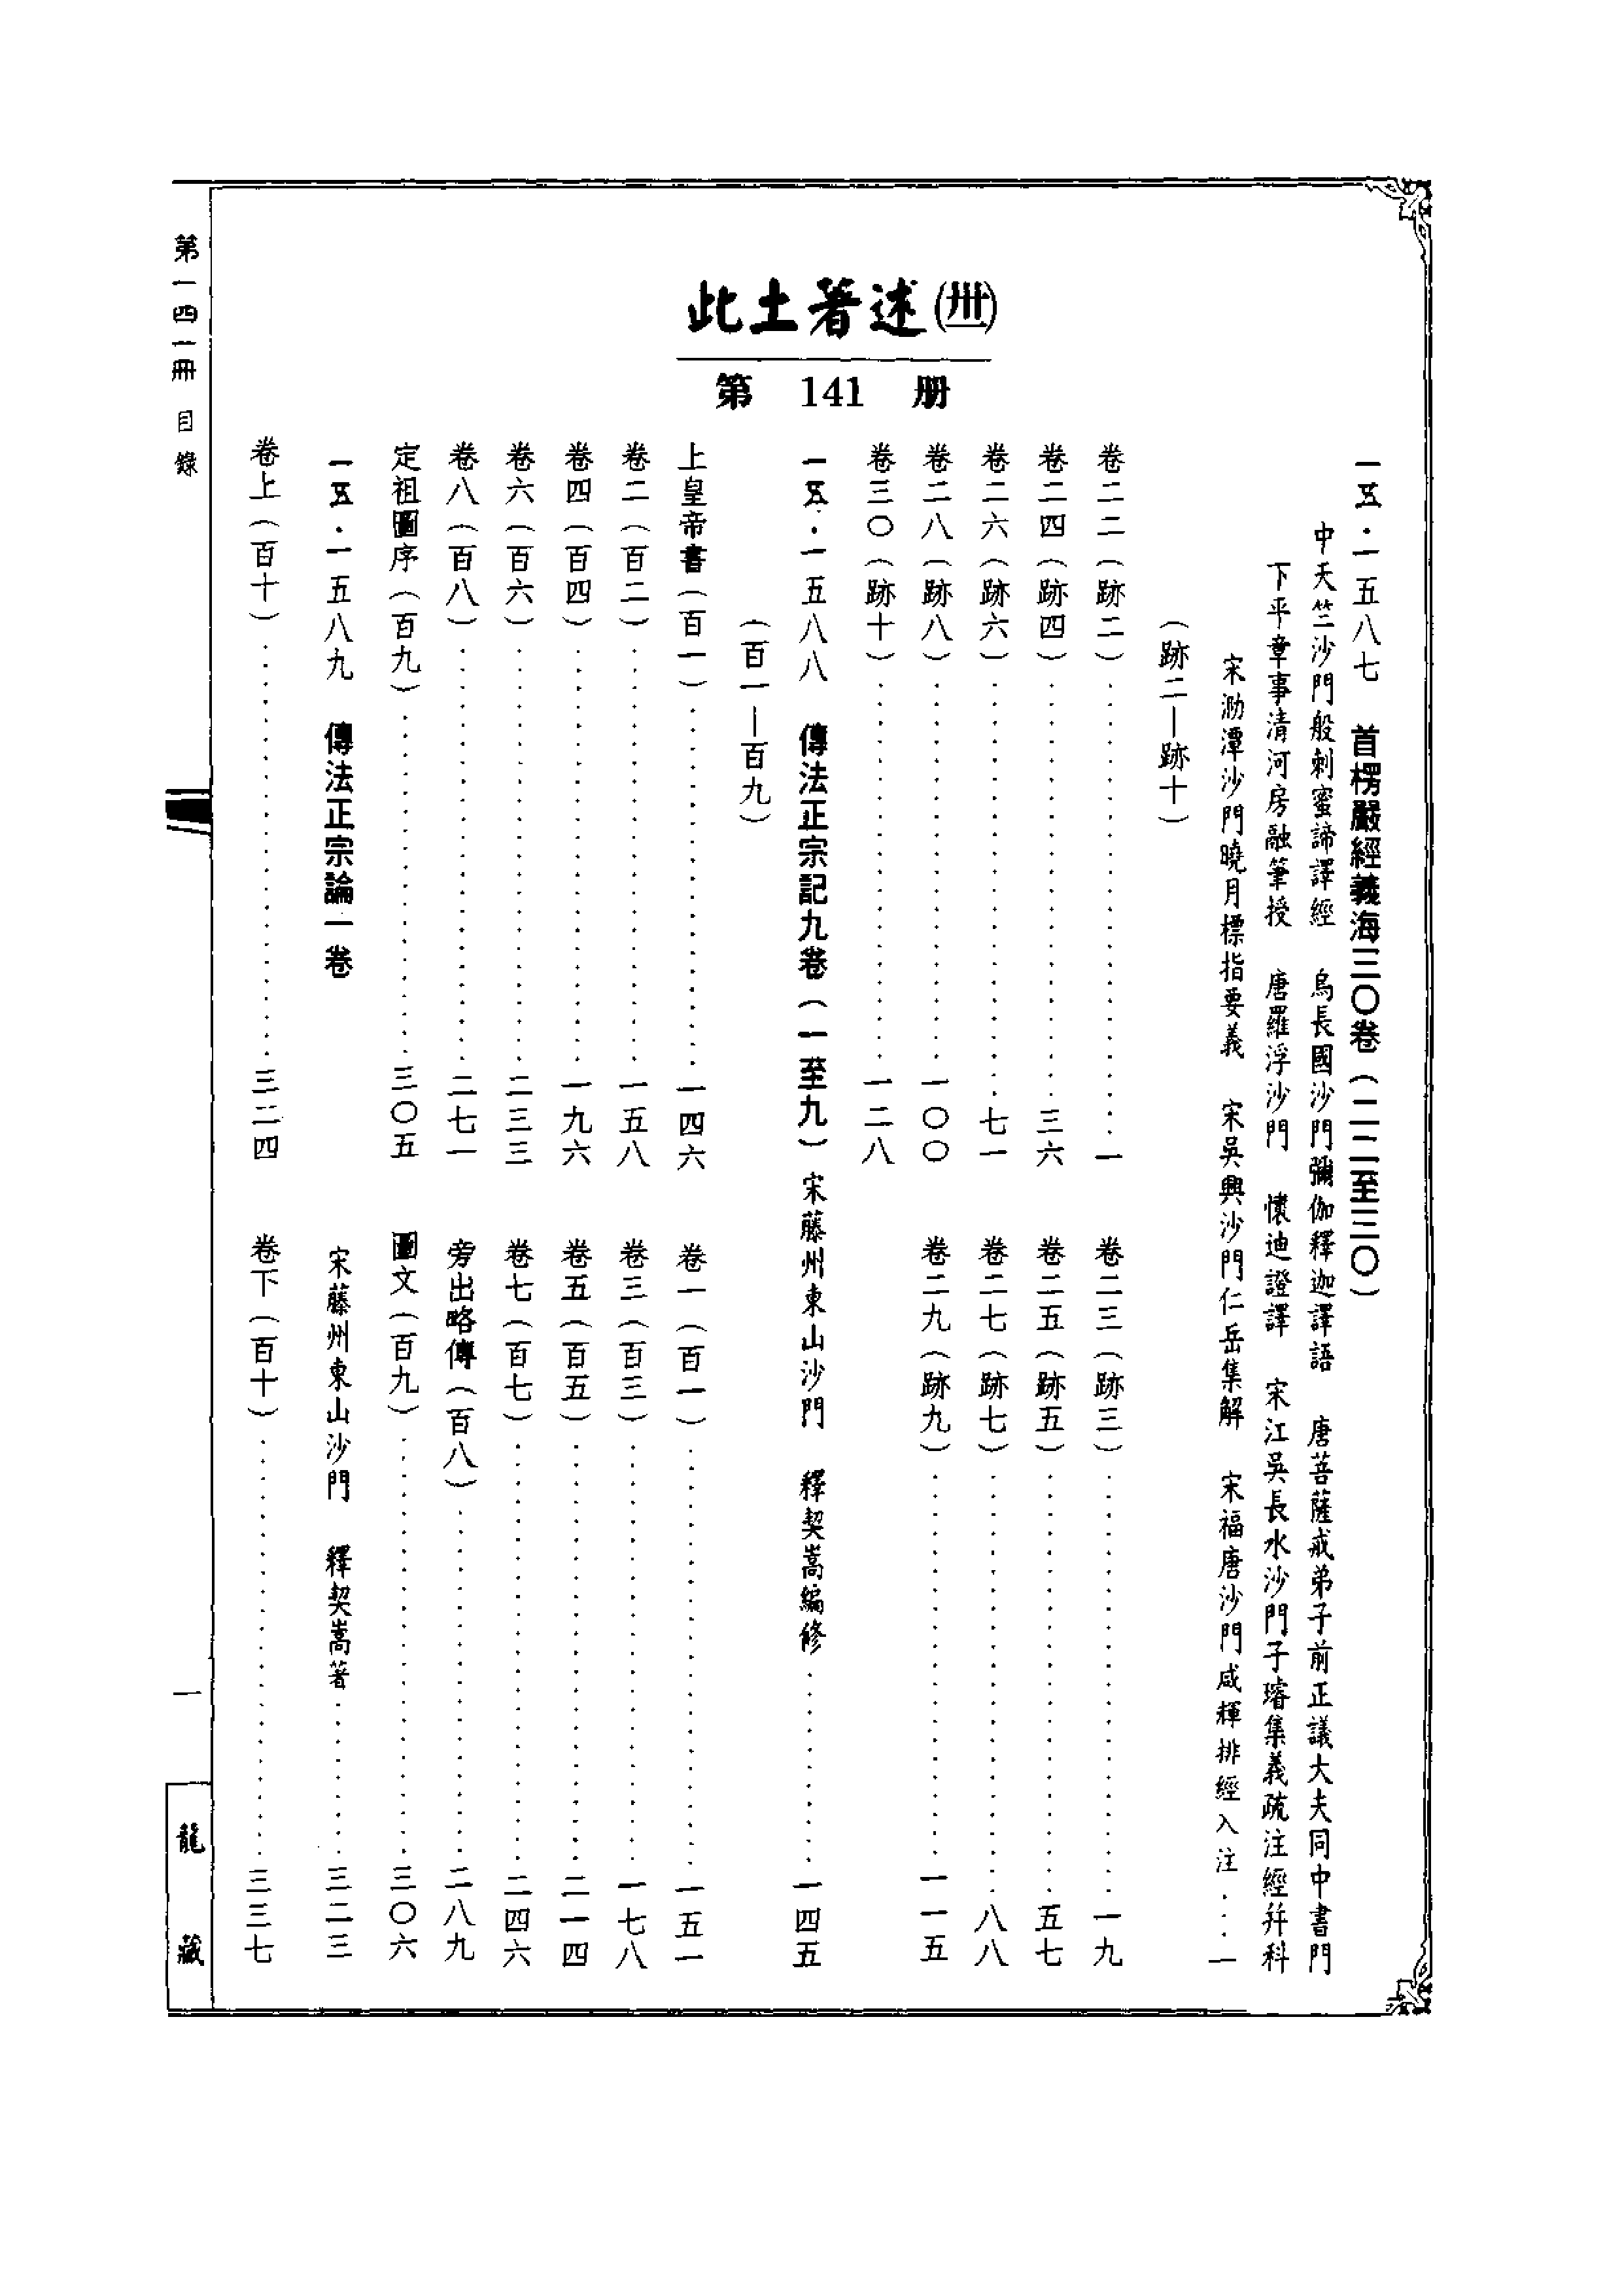 此土著述(卅一)
第 141 册
一五·一五八七 首楞嚴經義海三〇卷(二二至三〇)
中天竺沙門般剌蜜諦譯經 烏長國沙門彌伽釋迦譯語 唐菩薩戒弟子前正議大夫同中書門
下平章事清河房融筆授 唐羅浮沙門 懷迪證譯 宋江吳長水沙門子璿集義疏注經幷科
宋泐潭沙門曉月標指要義 宋吳興沙門仁岳集解 宋福唐沙門咸輝排經入注...一
(跡二—跡十)
卷二二(跡二)..........一 卷二三(跡三)..........一九
卷二四(跡四)..........三六 卷二五(跡五)..........五七
卷二六(跡六)..........七一 卷二七(跡七)..........八八
卷二八(跡八)..........一〇〇 卷二九(跡九)..........一一五
卷三〇(跡十)..........一二八
一五·一五八八 傳法正宗記九卷(一至九)宋藤州東山沙門 釋契嵩編修..........一四五
(百一—百九)
上皇帝書(百一)..........一四六 卷一(百一)..........一五一
卷二(百二)..........一五八 卷三(百三)..........一七八
卷四(百四)..........一九六 卷五(百五)..........二一四
卷六(百六)..........二三三 卷七(百七)..........二四六
卷八(百八)..........二七一 旁出略傳(百八)..........二八九
定祖圖序(百九)..........三〇五 圖文(百九)..........三〇六
一五·一五八九 傳法正宗論一卷 宋藤州東山沙門 釋契嵩著..........三二三
卷上(百十)..........三二四 卷下(百十)..........三三七
第一四一冊 目錄
一
龍藏